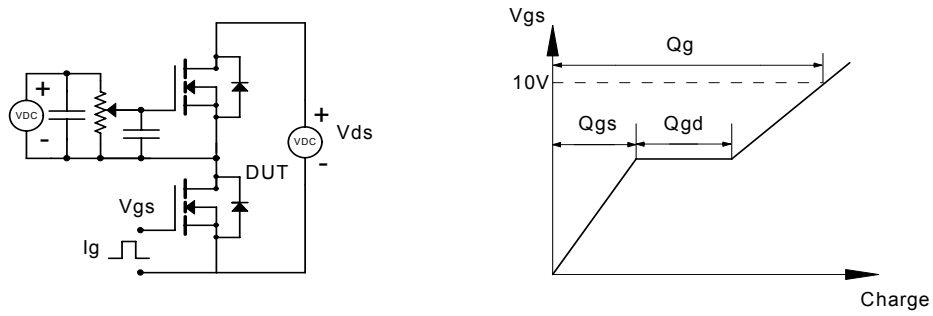 +
VDC
-
+
VDC
-
Vds
DUT
Vgs
Ig
Vgs
Qg
10V
Qgs
Qgd
Charge